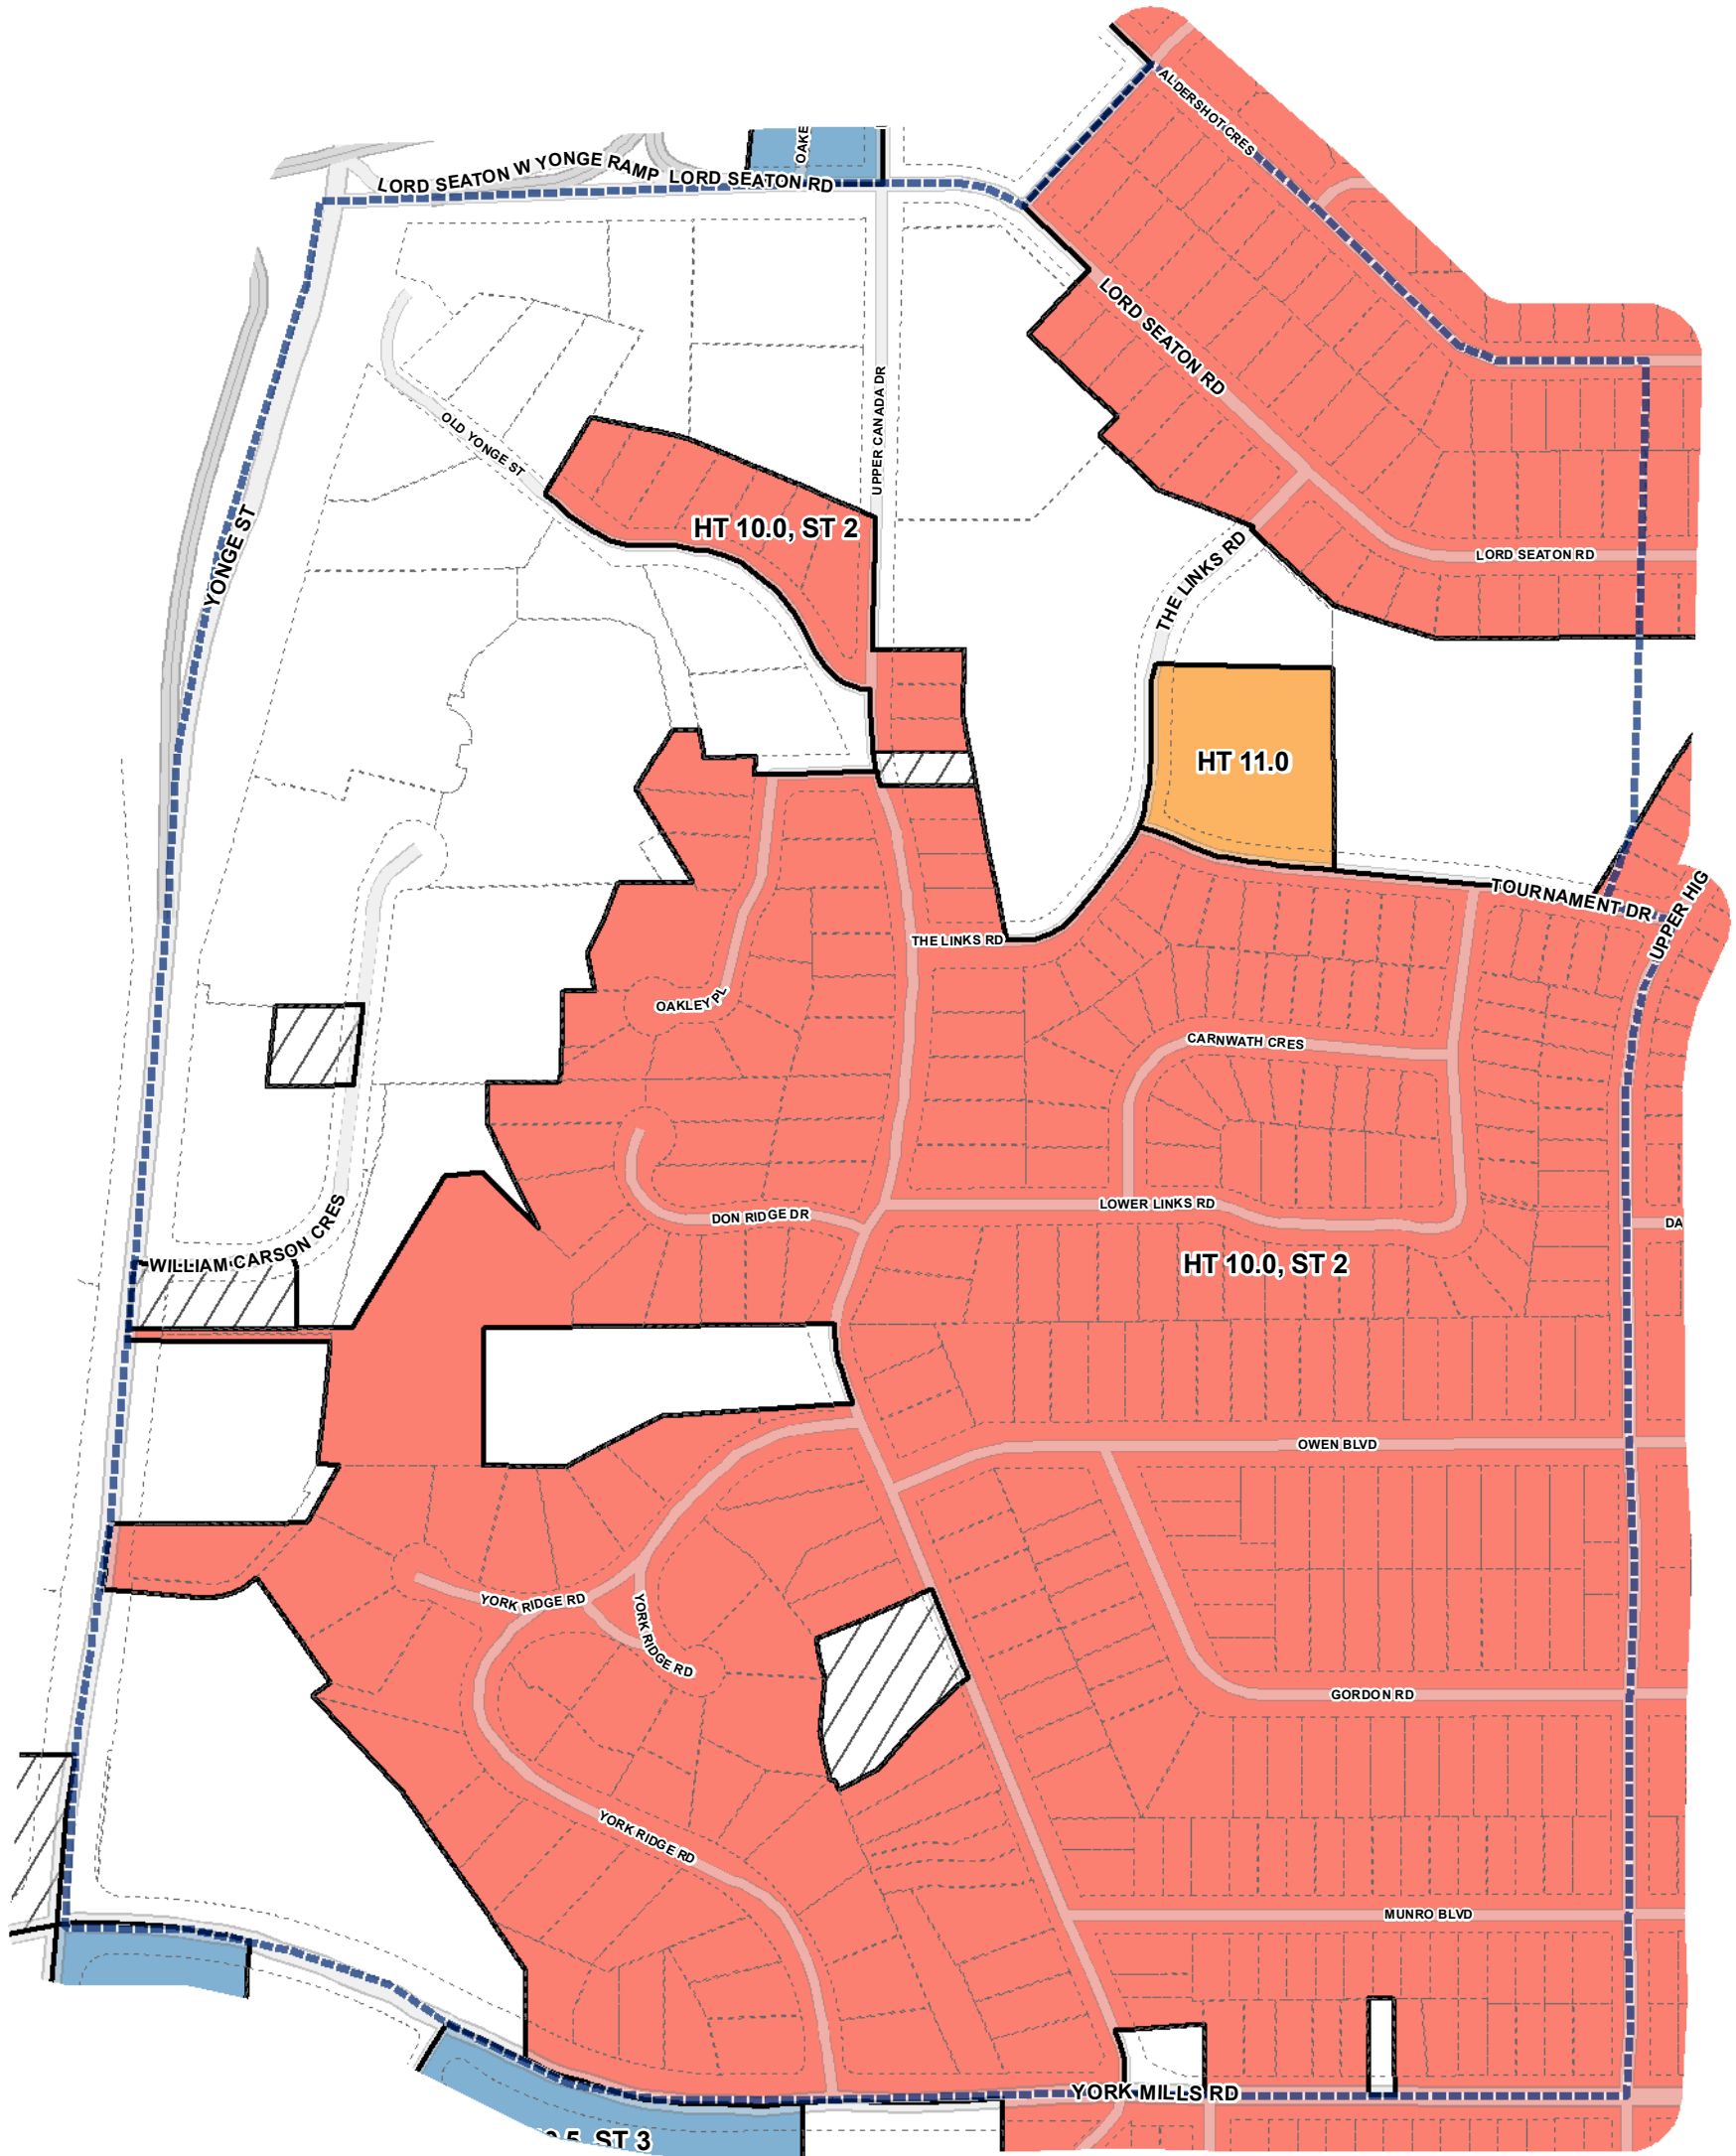 ALDERSHOT CRES
OAKE
LORD SEATON W YONGE RAMP
LORD SEATON RD
LORD SEATON RD
UPPER CANADA DR
OLD YONGE ST
HT 10.0, ST 2
YONGE ST
THE LINKS RD
LORD SEATON RD
HT 11.0
TOURNAMENT DR
UPPER HIG
THE LINKS RD
OAKLEY PL
CARNWATH CRES
LOWER LINKS RD
DON RIDGE DR
DA
WILLIAM CARSON CRES
HT 10.0, ST 2
OWEN BLVD
YORK RIDGE RD
YORK RIDGE RD
GORDON RD
YORK RIDGE RD
MUNRO BLVD
YORK MILLS RD
ST 3